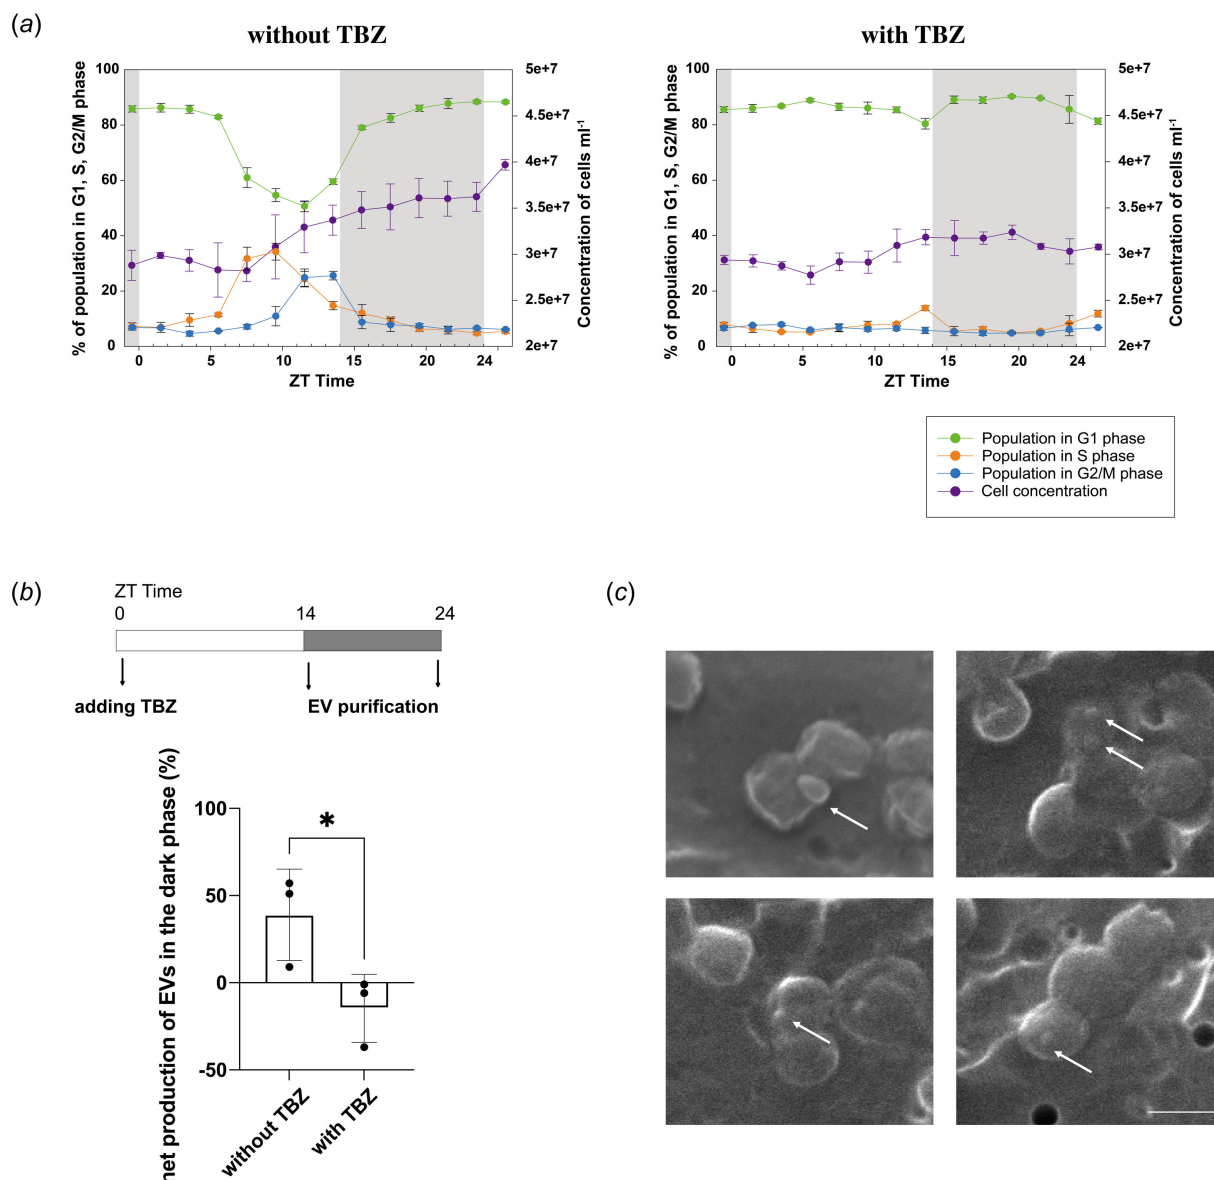 (a)
without TBZ
with TBZ
% of population in G1, S, G2/M phase
100
80
60
40
20
0
5e+7
4.5e+7
4e+7
3.5e+7
3e+7
2.5e+7
2e+7
Concentration of cells ml-1
0
5
10
15
20
24
ZT Time
% of population in G1, S, G2/M phase
100
80
60
40
20
0
5e+7
4.5e+7
4e+7
3.5e+7
3e+7
2.5e+7
2e+7
Concentration of cells ml-1
0
5
10
15
20
24
ZT Time
Population in G1 phase
Population in S phase
Population in G2/M phase
Cell concentration
(b)
ZT Time
0
14
24
adding TBZ
EV purification
net production of EVs in the dark phase (%)
100
50
0
-50
*
without TBZ
with TBZ
(c)